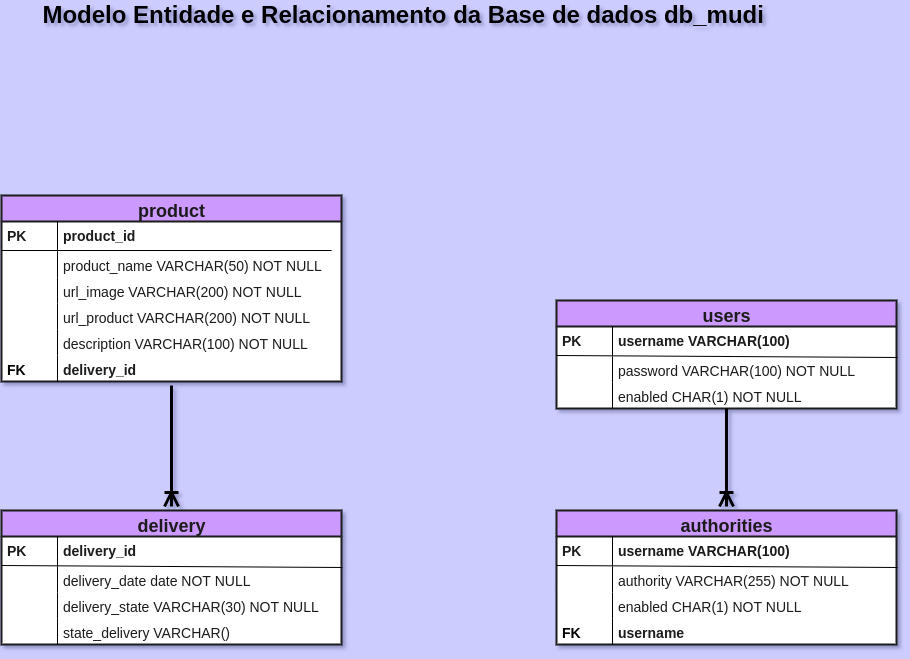 Modelo Entidade e Relacionamento da Base de dados db_mudi
product
PK product_id
product_name VARCHAR(50) NOT NULL
url_image VARCHAR(200) NOT NULL
url_product VARCHAR(200) NOT NULL
description VARCHAR(100) NOT NULL
FK delivery_id
users
PK username VARCHAR(100)
password VARCHAR(100) NOT NULL
enabled CHAR(1) NOT NULL
delivery
PK delivery_id
delivery_date date NOT NULL
delivery_state VARCHAR(30) NOT NULL
state_delivery VARCHAR()
authorities
PK username VARCHAR(100)
authority VARCHAR(255) NOT NULL
enabled CHAR(1) NOT NULL
FK username